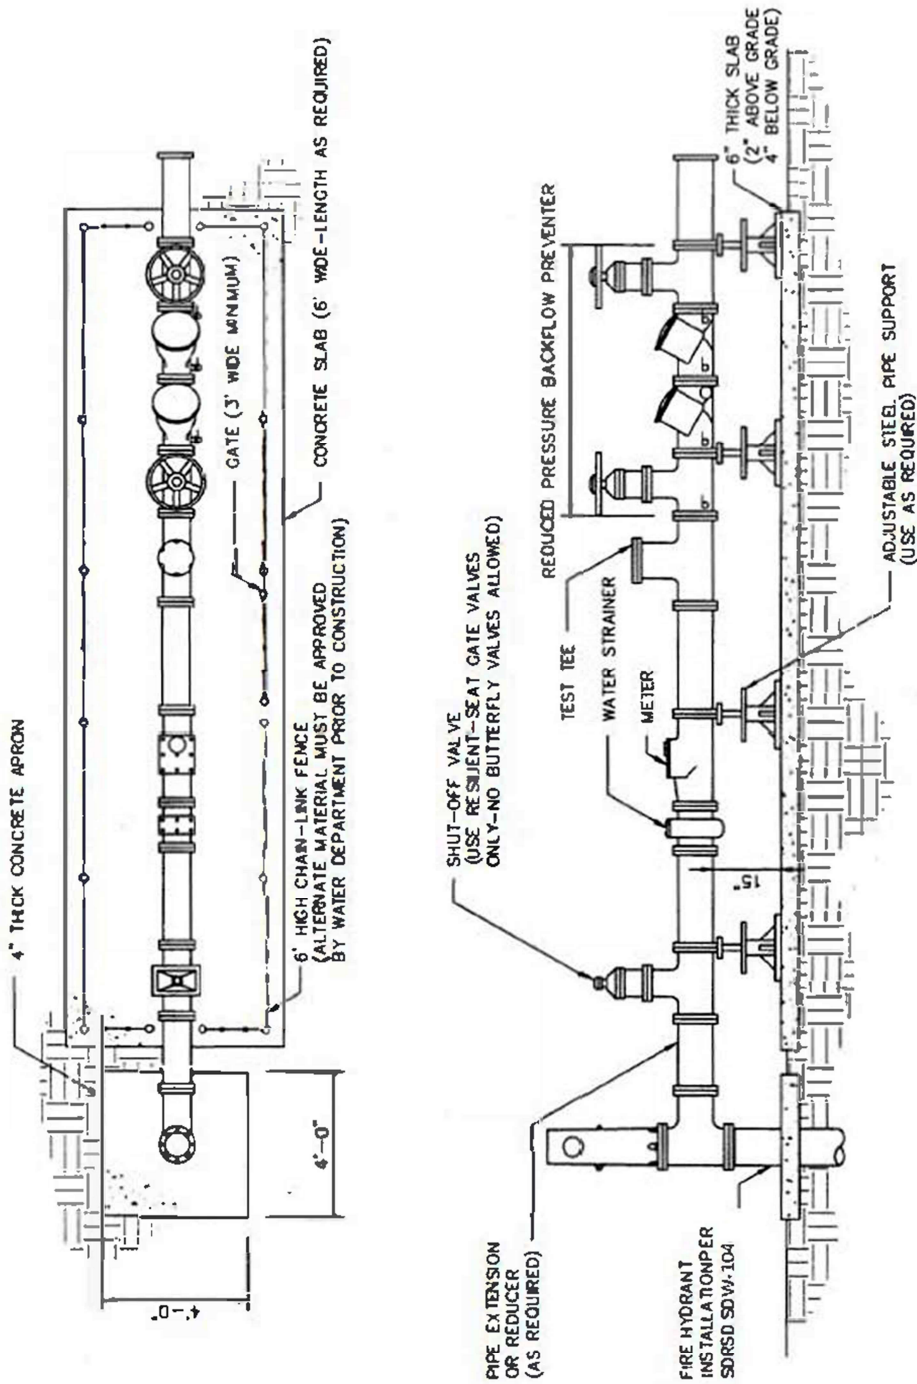 4" THICK CONCRETE APRON
4'-0"
4'-0"
6' HIGH CHAIN-LINK FENCE
(ALTERNATE MATERIAL MUST BE APPROVED
BY WATER DEPARTMENT PRIOR TO CONSTRUCTION)
GATE (3' WIDE MINIMUM)
CONCRETE SLAB (6' WIDE-LENGTH AS REQUIRED)
PIPE EXTENSION
OR REDUCER
(AS REQUIRED)
SHUT-OFF VALVE
(USE RESILIENT-SEAT GATE VALVES
ONLY-NO BUTTERFLY VALVES ALLOWED)
TEST TEE
WATER STRAINER
METER
REDUCED PRESSURE BACKFLOW PREVENTER
6" THICK SLAB
(2" ABOVE GRADE
4" BELOW GRADE)
15"
FIRE HYDRANT
INSTALLATIONPER
SDRSD SDW-104
ADJUSTABLE STEEL PIPE SUPPORT
(USE AS REQUIRED)